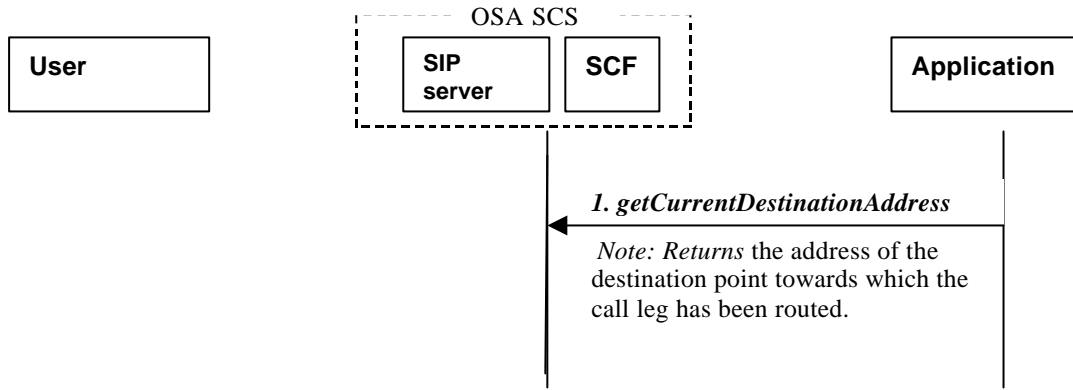 OSA SCS
User
SIP
server
SCF
Application
1. getCurrentDestinationAddress
Note: Returns the address of the
destination point towards which the
call leg has been routed.